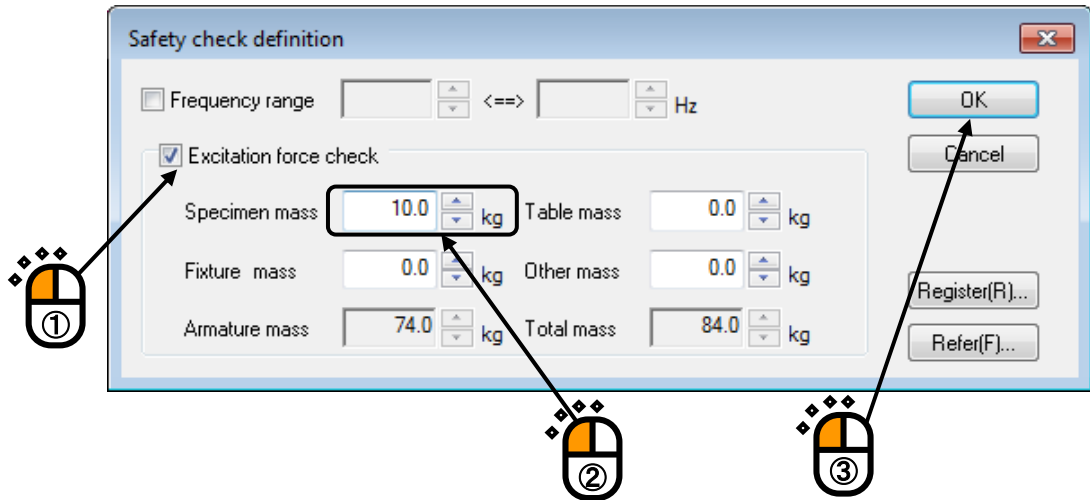 Safety check definition
Frequency range <==> Hz
OK
Excitation force check
Cancel
Specimen mass 10.0 kg Table mass 0.0 kg
Fixture mass 0.0 kg Other mass 0.0 kg
Register(R)...
Armature mass 74.0 kg Total mass 84.0 kg
Refer(F)...
①
②
③